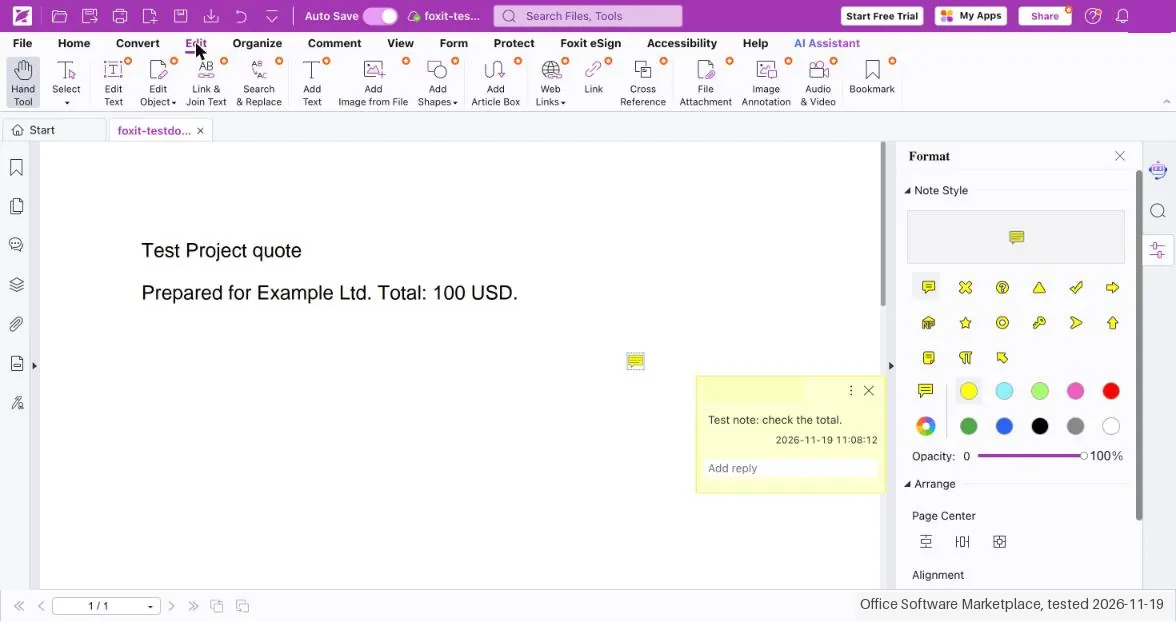 Auto Save foxit-tes... Search Files, Tools Start Free Trial My Apps Share
File Home Convert Edit Organize Comment View Form Protect Foxit eSign Accessibility Help AI Assistant
Hand Tool
Select
Edit Text
Edit Object
Link & Join Text
Search & Replace
Add Text
Add Image from File
Add Shapes
Add Article Box
Web Links
Link
Cross Reference
File Attachment
Image Annotation
Audio & Video
Bookmark
Start foxit-testdo...
Format
Note Style
Test Project quote
Prepared for Example Ltd. Total: 100 USD.
Test note: check the total.
2026-11-19 11:08:12
Add reply
Opacity: 0 100%
Arrange
Page Center
Alignment
1 / 1
Office Software Marketplace, tested 2026-11-19